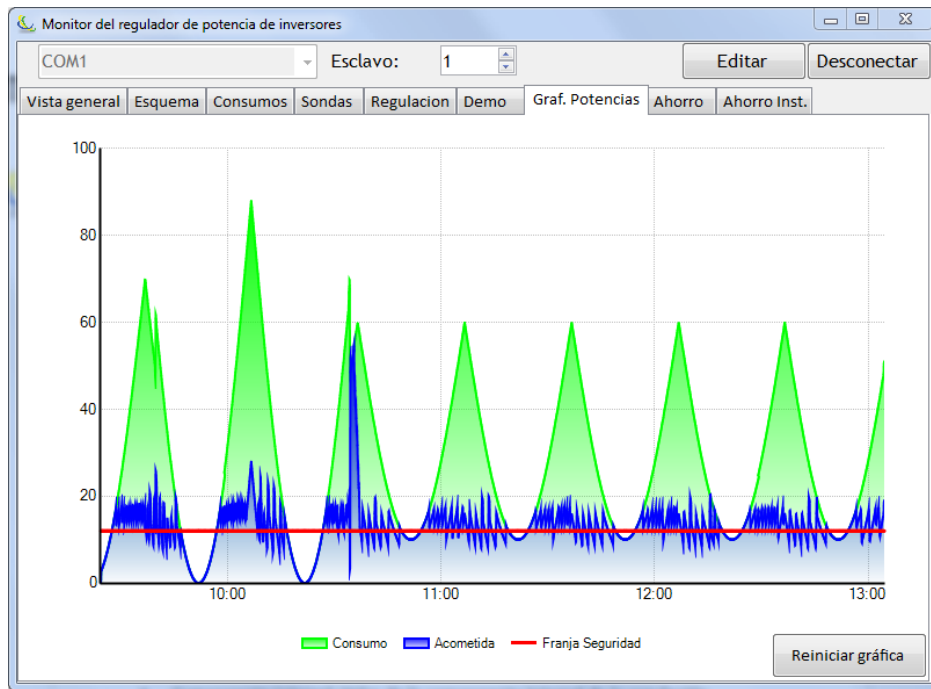 Monitor del regulador de potencia de inversores
COM1 Esclavo: 1 Editar Desconectar
Vista general Esquema Consumos Sondas Regulacion Demo Graf. Potencias Ahorro Ahorro Inst.
100
80
60
40
20
0
10:00 11:00 12:00 13:00
Consumo Acometida Franja Seguridad
Reiniciar gráfica